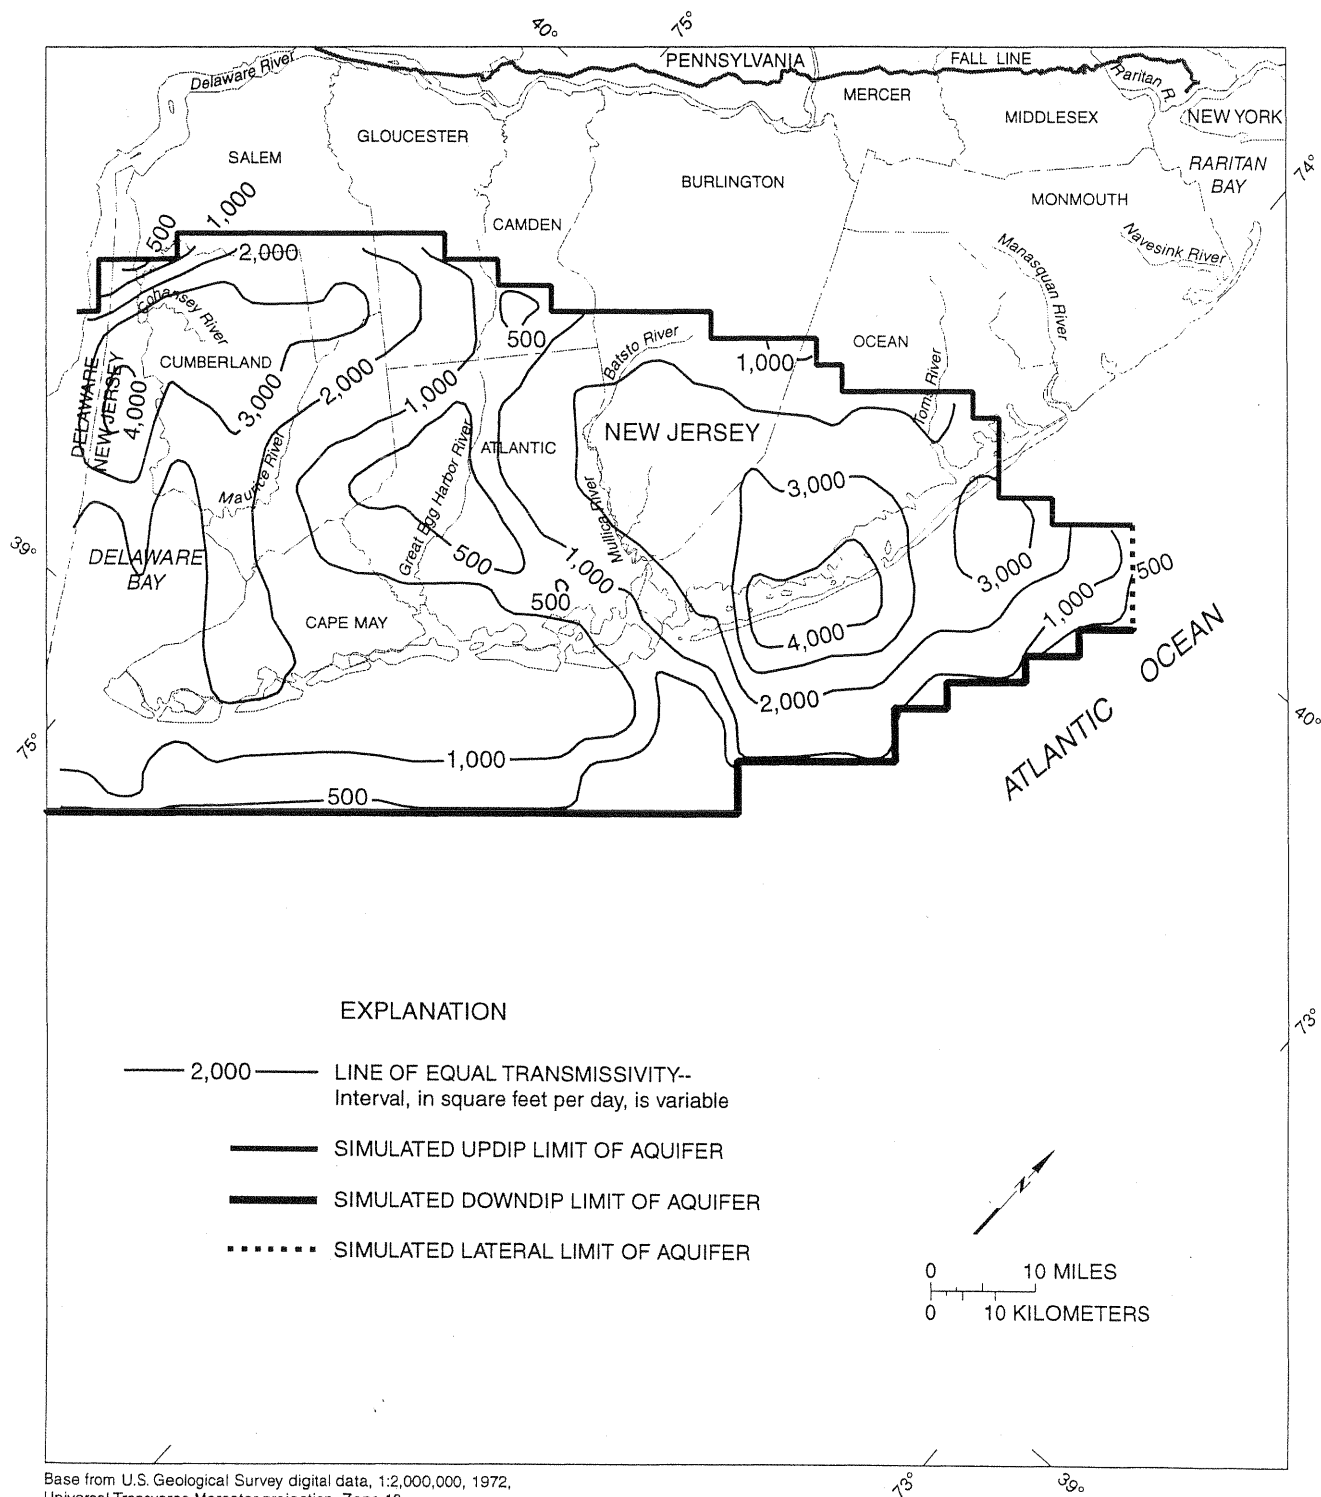 40°
75°
PENNSYLVANIA
FALL LINE
Delaware River
Raritan R.
MERCER
NEW YORK
MIDDLESEX
GLOUCESTER
SALEM
RARITAN
BAY
74°
BURLINGTON
MONMOUTH
1,000
500
CAMDEN
Navesink River
Manasquan River
2,000
Cohansey River
500
Batsto River
OCEAN
1,000
CUMBERLAND
DELAWARE
NEW JERSEY
4,000
3,000
2,000
1,000
Toms River
NEW JERSEY
ATLANTIC
Maurice River
Great Egg Harbor River
Mullica River
3,000
39°
DELAWARE
BAY
500
1,000
3,000
500
500
1,000
CAPE MAY
4,000
ATLANTIC OCEAN
2,000
40°
75°
1,000
500
EXPLANATION
73°
2,000
LINE OF EQUAL TRANSMISSIVITY--
Interval, in square feet per day, is variable
SIMULATED UPDIP LIMIT OF AQUIFER
SIMULATED DOWNDIP LIMIT OF AQUIFER
SIMULATED LATERAL LIMIT OF AQUIFER
N
0 10 MILES
0 10 KILOMETERS
Base from U.S. Geological Survey digital data, 1:2,000,000, 1972,
73°
39°